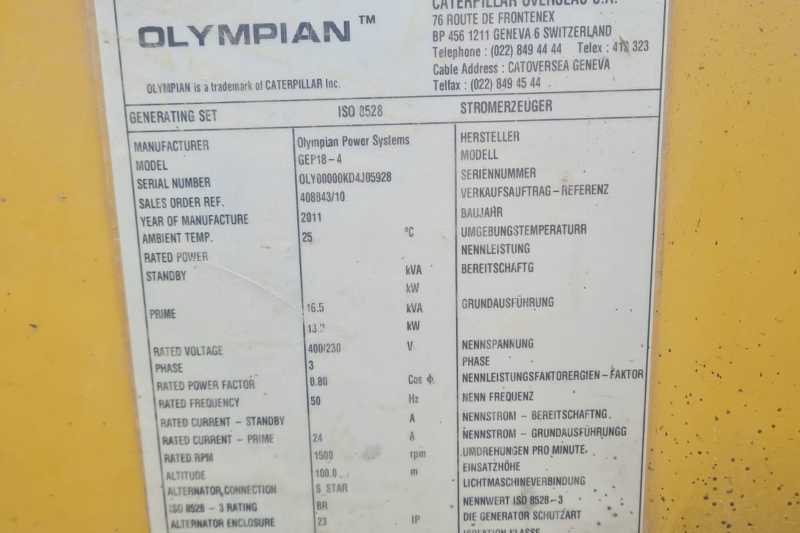 CATERPILLAR OVERSEAS S.A.
OLYMPIAN™
76 ROUTE DE FRONTENEX
BP 456 1211 GENEVA 6 SWITZERLAND
Telephone : (022) 849 44 44 Telex : 323
Cable Address : CATOVERSEA GENEVA
OLYMPIAN is a trademark of CATERPILLAR Inc.
Telfax : (022) 849 45 44
GENERATING SET ISO 8528 STROMERZEUGER
MANUFACTURER Olympian Power Systems HERSTELLER
MODEL GEP18-4 MODELL
SERIAL NUMBER OLY00000KD4J05928 SERIENNUMMER
SALES ORDER REF. 408843/10 VERKAUFSAUFTRAG-REFERENZ
YEAR OF MANUFACTURE 2011 BAUJAHR
AMBIENT TEMP. 25 °C UMGEBUNGSTEMPERATURR
RATED POWER NENNLEISTUNG
STANDBY kVA BEREITSCHAFTG
kW
PRIME 16.5 kVA GRUNDAUSFÜHRUNG
13.2 kW
RATED VOLTAGE 400/230 V NENNSPANNUNG
PHASE 3 PHASE
RATED POWER FACTOR 0.80 Cos ϕ. NENNLEISTUNGSFAKTORERGIEN-FAKTOR
RATED FREQUENCY 50 Hz NENN FREQUENZ
RATED CURRENT - STANDBY A NENNSTROM - BEREITSCHAFTNG.
RATED CURRENT - PRIME 24 A NENNSTROM - GRUNDAUSFÜHRUNGG
RATED RPM 1500 rpm UMDREHUNGEN PRO MINUTE.
ALTITUDE 100.0 m EINSATZHÖHE
ALTERNATOR CONNECTION S STAR LICHTMASCHINEVERBINDUNG
ISO 8528 - 3 RATING BR NENNWERT ISO 8528-3
ALTERNATOR ENCLOSURE 23 IP DIE GENERATOR SCHUTZART
ISOLATION KLASSE